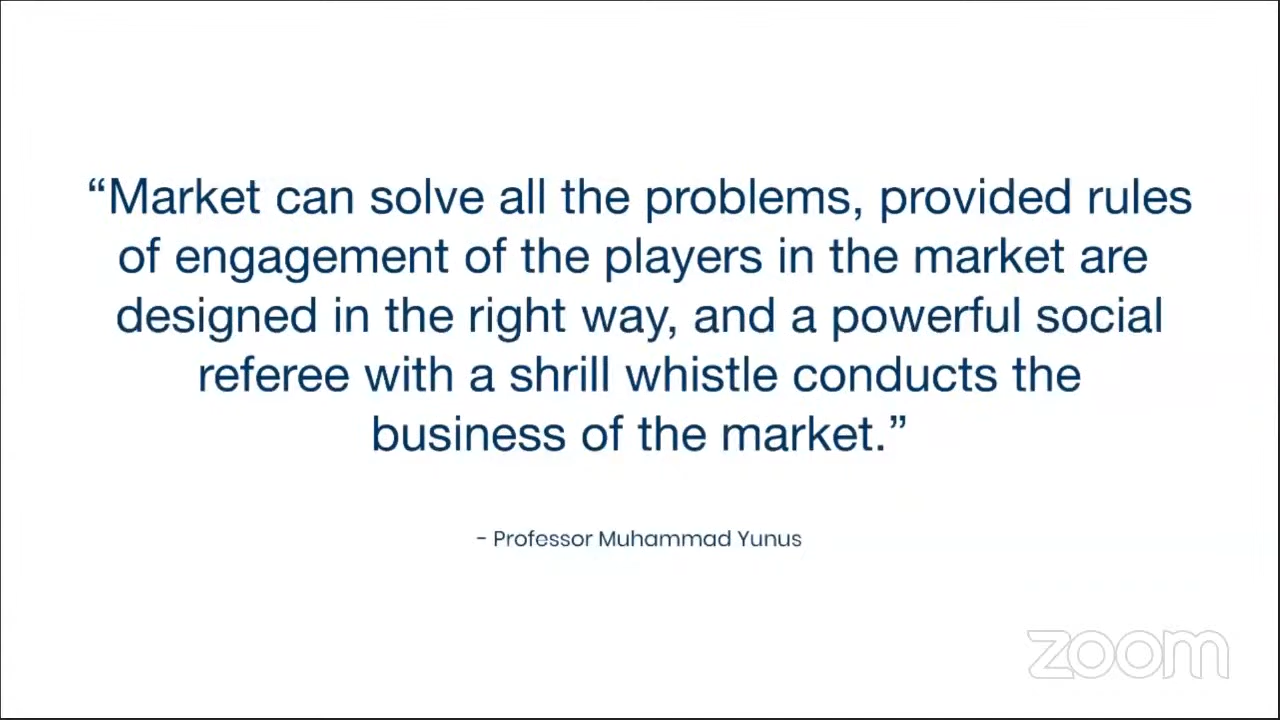 “Market can solve all the problems, provided rules
of engagement of the players in the market are
designed in the right way, and a powerful social
referee with a shrill whistle conducts the
business of the market.”
- Professor Muhammad Yunus
zoom